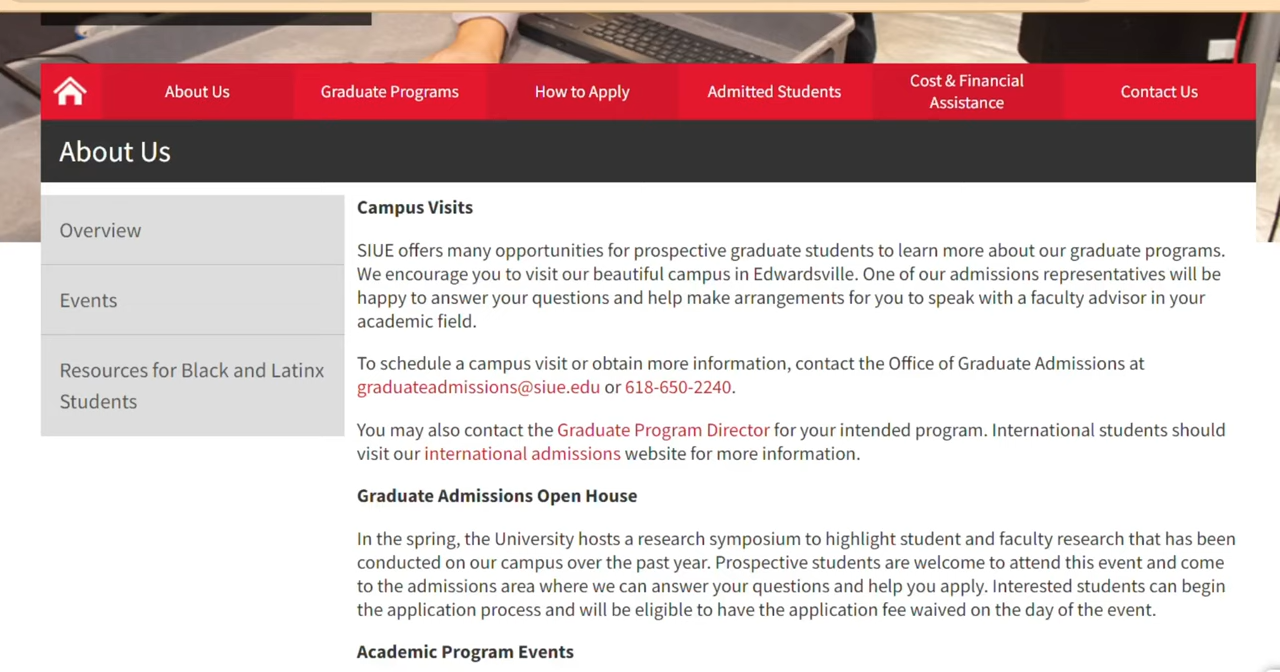 About Us
Graduate Programs
How to Apply
Admitted Students
Cost & Financial
Assistance
Contact Us
About Us
Overview
Events
Resources for Black and Latinx
Students
Campus Visits
SIUE offers many opportunities for prospective graduate students to learn more about our graduate programs.
We encourage you to visit our beautiful campus in Edwardsville. One of our admissions representatives will be
happy to answer your questions and help make arrangements for you to speak with a faculty advisor in your
academic field.
To schedule a campus visit or obtain more information, contact the Office of Graduate Admissions at
graduateadmissions@siue.edu or 618-650-2240.
You may also contact the Graduate Program Director for your intended program. International students should
visit our international admissions website for more information.
Graduate Admissions Open House
In the spring, the University hosts a research symposium to highlight student and faculty research that has been
conducted on our campus over the past year. Prospective students are welcome to attend this event and come
to the admissions area where we can answer your questions and help you apply. Interested students can begin
the application process and will be eligible to have the application fee waived on the day of the event.
Academic Program Events